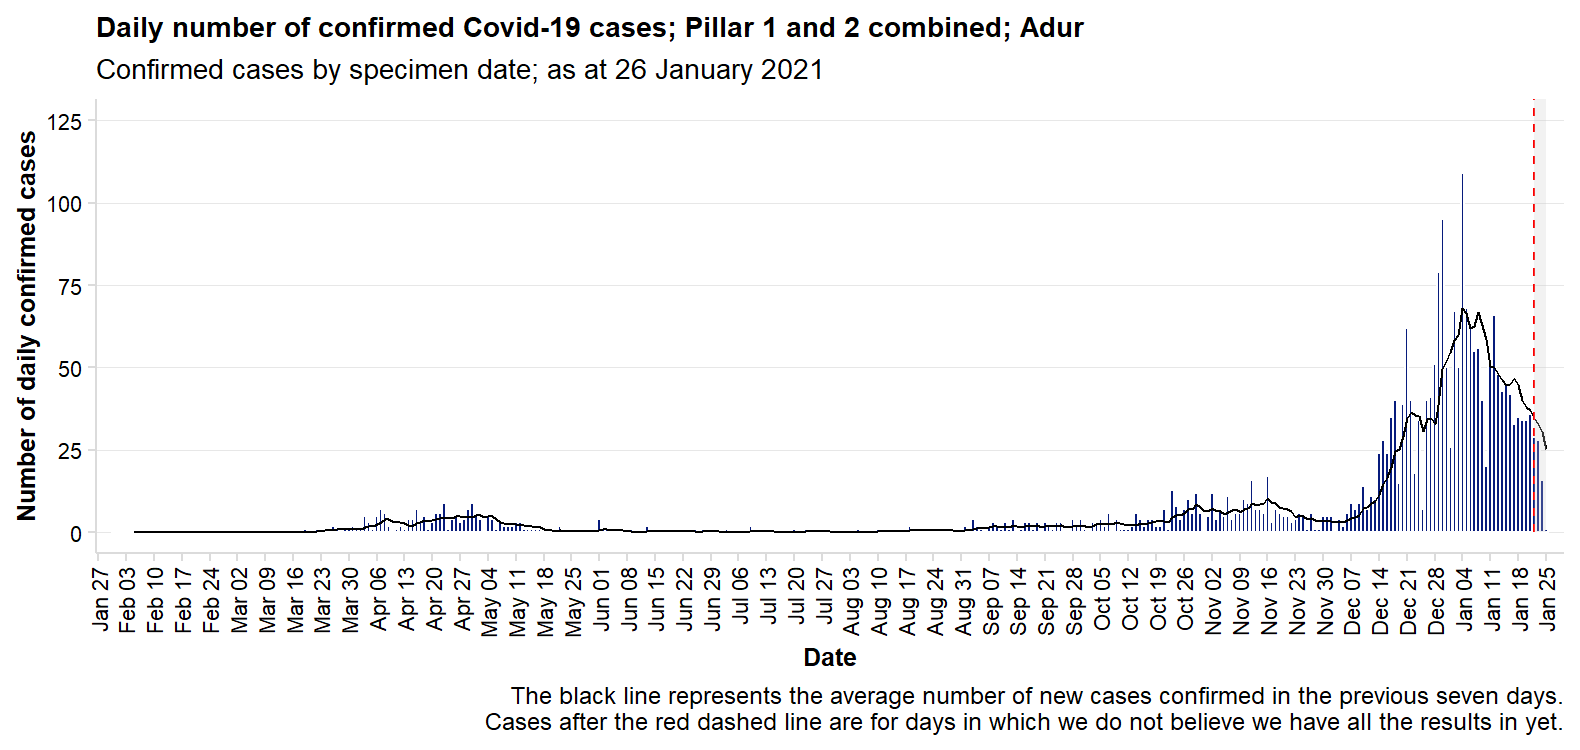 Daily number of confirmed Covid-19 cases; Pillar 1 and 2 combined; Adur
Confirmed cases by specimen date; as at 26 January 2021
Number of daily confirmed cases
125
100
75
50
25
0
Jan 27
Feb 03
Feb 10
Feb 17
Feb 24
Mar 02
Mar 09
Mar 16
Mar 23
Mar 30
Apr 06
Apr 13
Apr 20
Apr 27
May 04
May 11
May 18
May 25
Jun 01
Jun 08
Jun 15
Jun 22
Jun 29
Jul 06
Jul 13
Jul 20
Jul 27
Aug 03
Aug 10
Aug 17
Aug 24
Aug 31
Sep 07
Sep 14
Sep 21
Sep 28
Oct 05
Oct 12
Oct 19
Oct 26
Nov 02
Nov 09
Nov 16
Nov 23
Nov 30
Dec 07
Dec 14
Dec 21
Dec 28
Jan 04
Jan 11
Jan 18
Jan 25
Date
The black line represents the average number of new cases confirmed in the previous seven days.
Cases after the red dashed line are for days in which we do not believe we have all the results in yet.